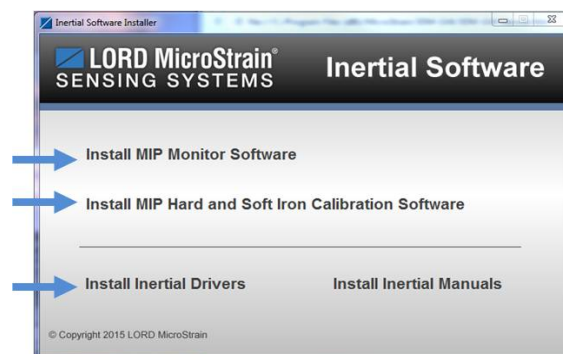 Inertial Software Installer
LORD MicroStrain®
SENSING SYSTEMS
Inertial Software
Install MIP Monitor Software
Install MIP Hard and Soft Iron Calibration Software
Install Inertial Drivers
Install Inertial Manuals
© Copyright 2015 LORD MicroStrain